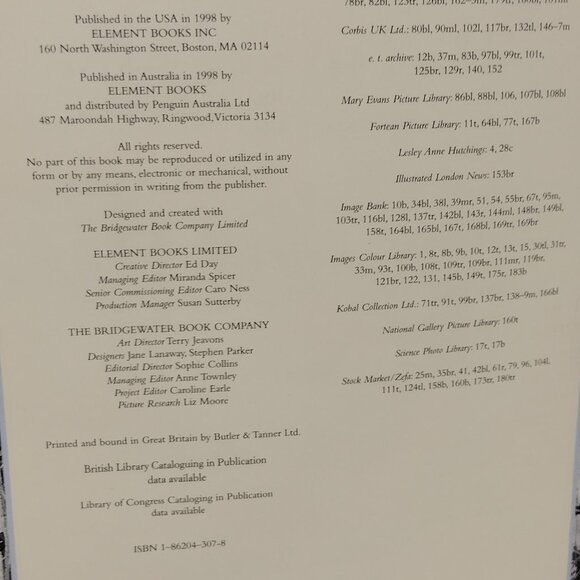 Published in the USA in 1998 by
ELEMENT BOOKS INC
160 North Washington Street, Boston, MA 02114
Published in Australia in 1998 by
ELEMENT BOOKS
and distributed by Penguin Australia Ltd
487 Maroondah Highway, Ringwood, Victoria 3134
All rights reserved.
No part of this book may be reproduced or utilized in any
form or by any means, electronic or mechanical, without
prior permission in writing from the publisher.
Designed and created with
The Bridgewater Book Company Limited
ELEMENT BOOKS LIMITED
Creative Director Ed Day
Managing Editor Miranda Spicer
Senior Commissioning Editor Caro Ness
Production Manager Susan Sutterby
THE BRIDGEWATER BOOK COMPANY
Art Director Terry Jeavons
Designers Jane Lanaway, Stephen Parker
Editorial Director Sophie Collins
Managing Editor Anne Townley
Project Editor Caroline Earle
Picture Research Liz Moore
Printed and bound in Great Britain by Butler & Tanner Ltd.
British Library Cataloguing in Publication
data available
Library of Congress Cataloging in Publication
data available
ISBN 1-86204-307-8
Corbis UK Ltd.: 80bl, 90ml, 102l, 117br, 132tl, 146-7m
e. t. archive: 12b, 37m, 83b, 97bl, 99tr, 101t,
125br, 129r, 140, 152
Mary Evans Picture Library: 86bl, 88bl, 106, 107bl, 108bl
Fortean Picture Library: 11t, 64bl, 77t, 167b
Lesley Anne Hutchings: 4, 28c
Illustrated London News: 153br
Image Bank: 10b, 34bl, 38l, 39mr, 51, 54, 55br, 67t, 95m,
103tr, 116bl, 128l, 137tr, 142bl, 143r, 144ml, 148br, 149bl,
158t, 164bl, 165bl, 167t, 168bl, 169tr, 169br
Images Colour Library: 1, 8t, 8b, 9b, 10t, 12t, 13t, 15, 30tl, 31tr,
33m, 93t, 100b, 108t, 109tr, 109br, 111mr, 119br,
121br, 122, 131, 145b, 149t, 175r, 183b
Kobal Collection Ltd.: 71tr, 91t, 99br, 137bl, 138-9m, 166bl
National Gallery Picture Library: 160t
Science Photo Library: 17t, 17b
Stock Market/Zefa: 25m, 35br, 41, 42bl, 61r, 79, 96, 104l,
111t, 124tl, 158b, 160b, 173tr, 180tr